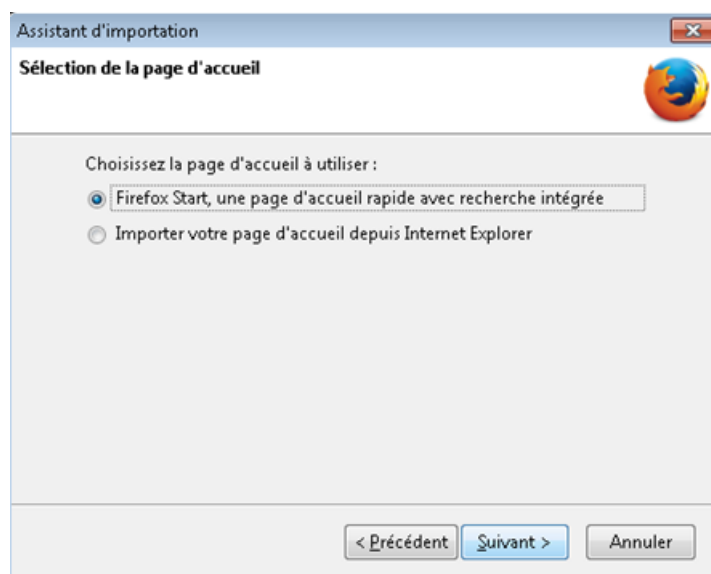 Assistant d'importation
Sélection de la page d'accueil
Choisissez la page d'accueil à utiliser :
Firefox Start, une page d'accueil rapide avec recherche intégrée
Importer votre page d'accueil depuis Internet Explorer
< Précédent Suivant > Annuler